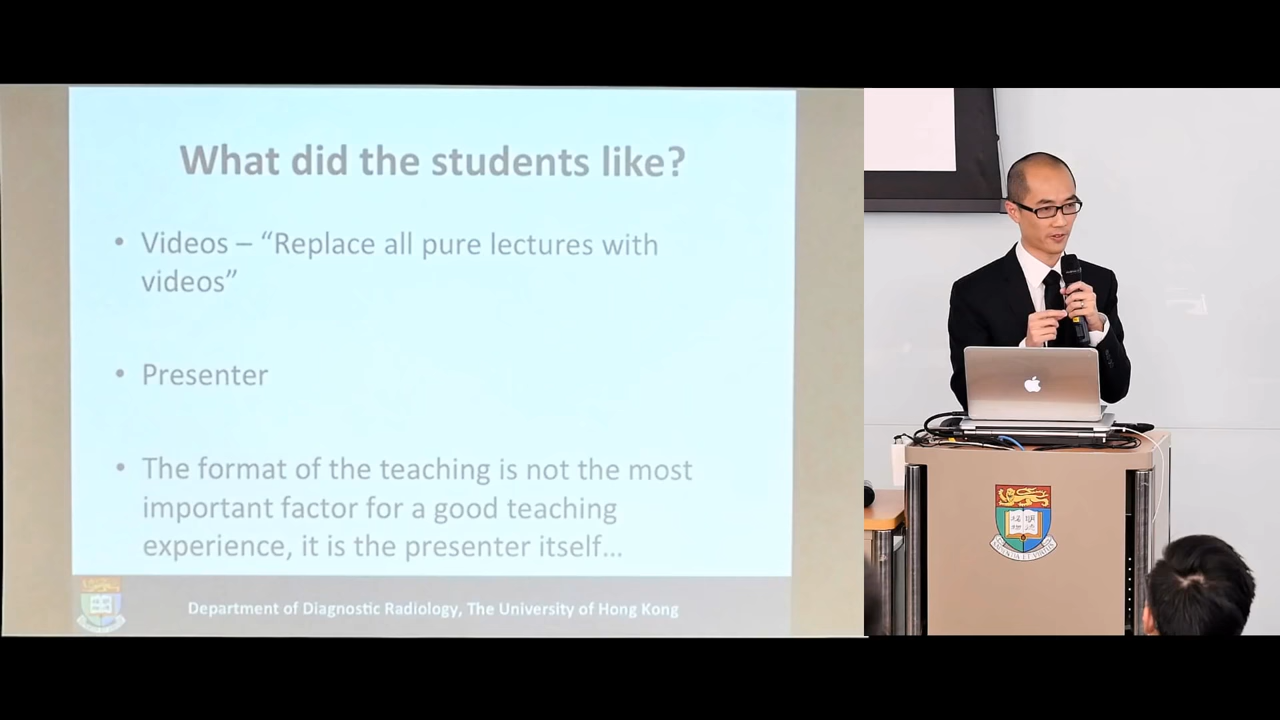 What did the students like?
• Videos – “Replace all pure lectures with
videos”
• Presenter
• The format of the teaching is not the most
important factor for a good teaching
experience, it is the presenter itself…
Department of Diagnostic Radiology, The University of Hong Kong